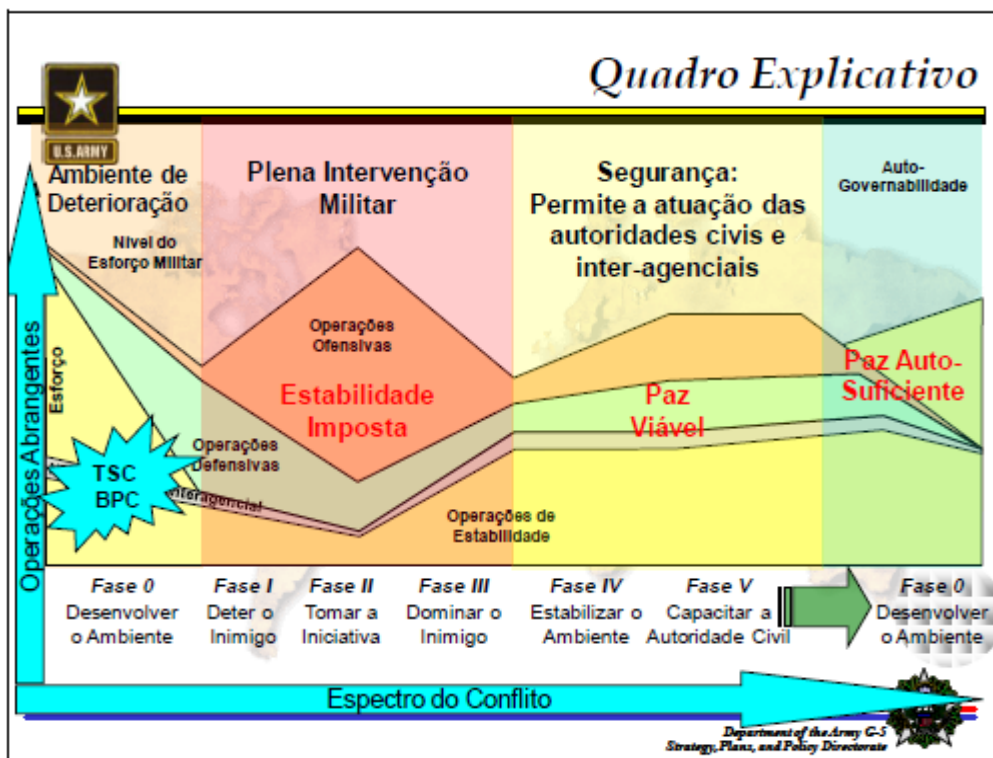 Quadro Explicativo
U.S. ARMY
Ambiente de
Deterioração
Plena Intervenção
Militar
Segurança:
Permite a atuação das
autoridades civis e
inter-agenciais
Auto-
Governabilidade
Nível do
Esforço Militar
Operações
Ofensivas
Estabilidade
Imposta
Paz
Viável
Paz Auto-
Suficiente
Operações Abrangentes
Esforço
TSC
BPC
Operações
Defensivas
Interagencial
Operações de
Estabilidade
Fase 0
Desenvolver
o Ambiente
Fase I
Deter o
Inimigo
Fase II
Tomar a
Iniciativa
Fase III
Dominar o
Inimigo
Fase IV
Estabilizar o
Ambiente
Fase V
Capacitar a
Autoridade Civil
Fase 0
Desenvolver
o Ambiente
Espectro do Conflito
Department of the Army G-5
Strategy, Plans, and Policy Directorate